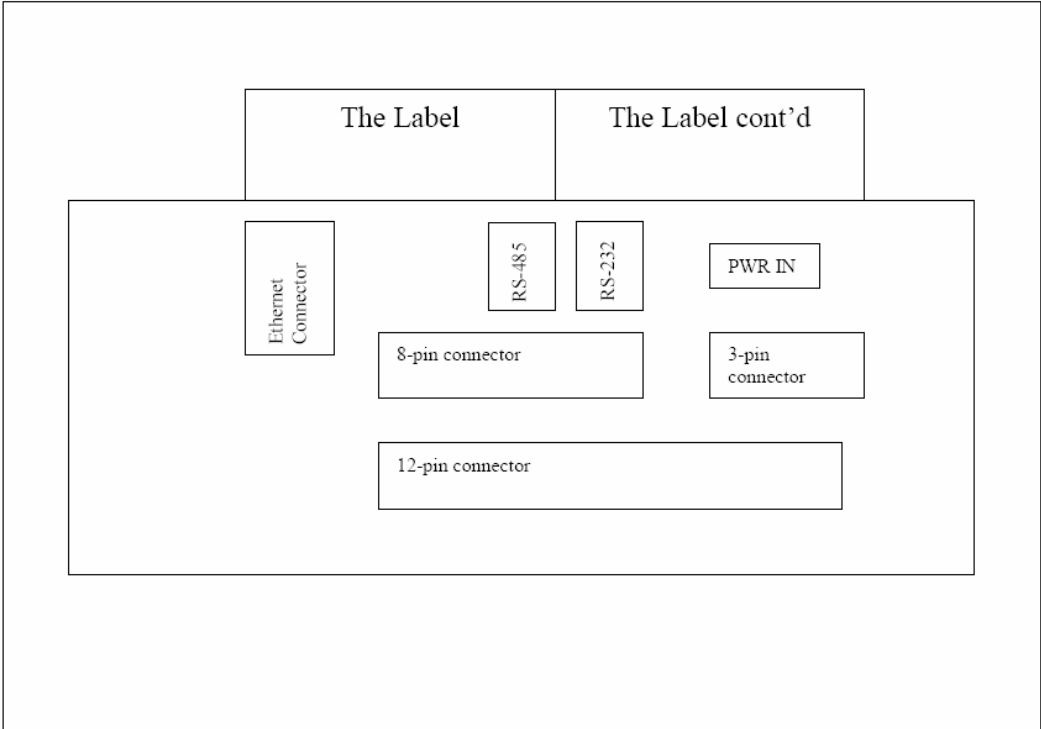 The Label
The Label cont’d
Ethernet
Connector
RS-485
RS-232
PWR IN
8-pin connector
3-pin
connector
12-pin connector